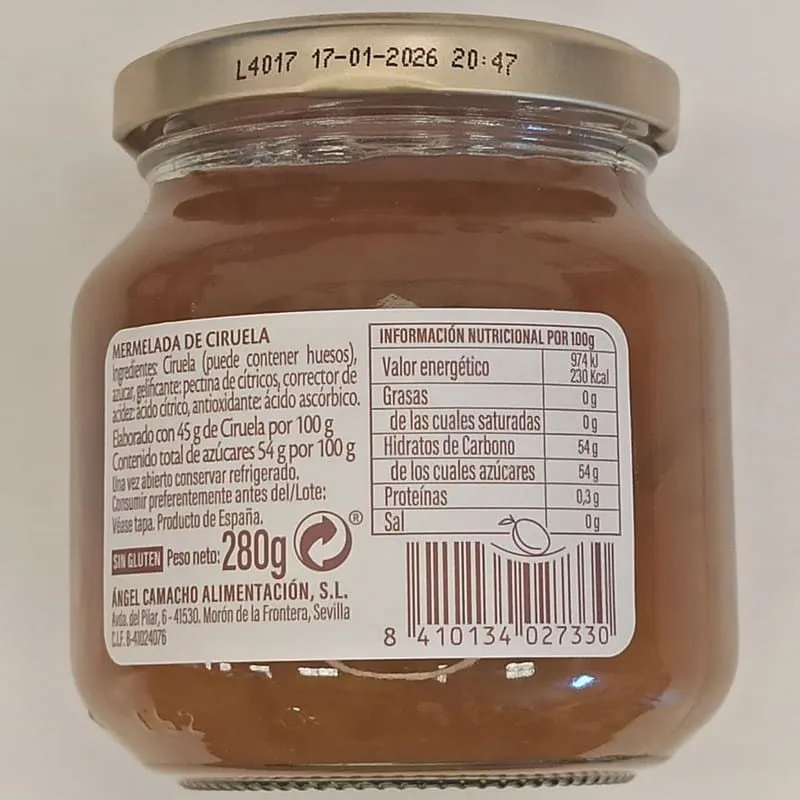 L4017 17-01-2026 20:47
MERMELADA DE CIRUELA
Ingredientes: Ciruela (puede contener huesos),
azúcar, gelificante: pectina de cítricos, corrector de
acidez: ácido cítrico, antioxidante: ácido ascórbico.
Elaborado con 45 g de Ciruela por 100 g
Contenido total de azúcares 54 g por 100 g
Una vez abierto conservar refrigerado.
Consumir preferentemente antes del/Lote:
Véase tapa. Producto de España.
SIN GLUTEN Peso neto: 280g ®
ÁNGEL CAMACHO ALIMENTACIÓN, S.L.
Avda. del Pilar, 6 - 41530. Morón de la Frontera, Sevilla
C.I.F. B-41024076
INFORMACIÓN NUTRICIONAL POR 100g
Valor energético 974 kJ
230 Kcal
Grasas 0 g
de las cuales saturadas 0 g
Hidratos de Carbono 54 g
de los cuales azúcares 54 g
Proteínas 0,3 g
Sal 0 g
8 410134 027330